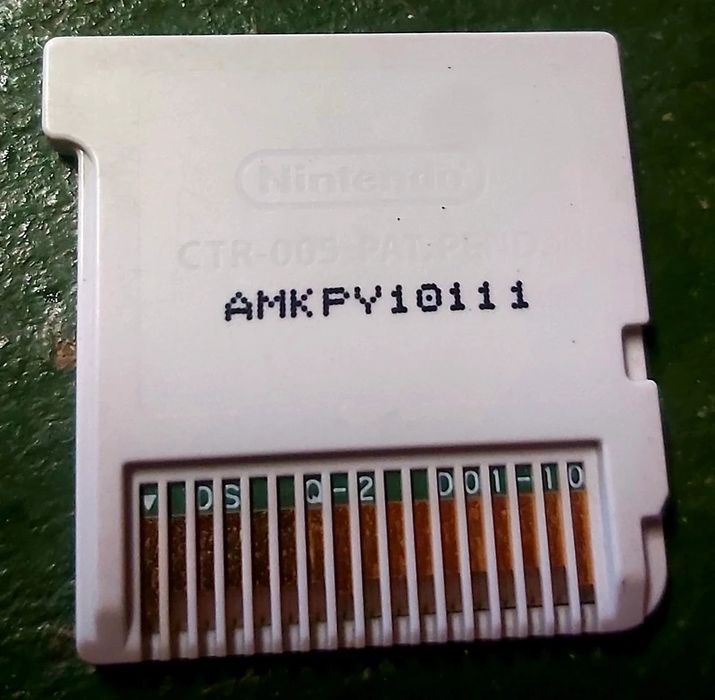 Nintendo
CTR-005 PAT.PEND.
AMKPY10111
▼ DS Q-2 D01-10